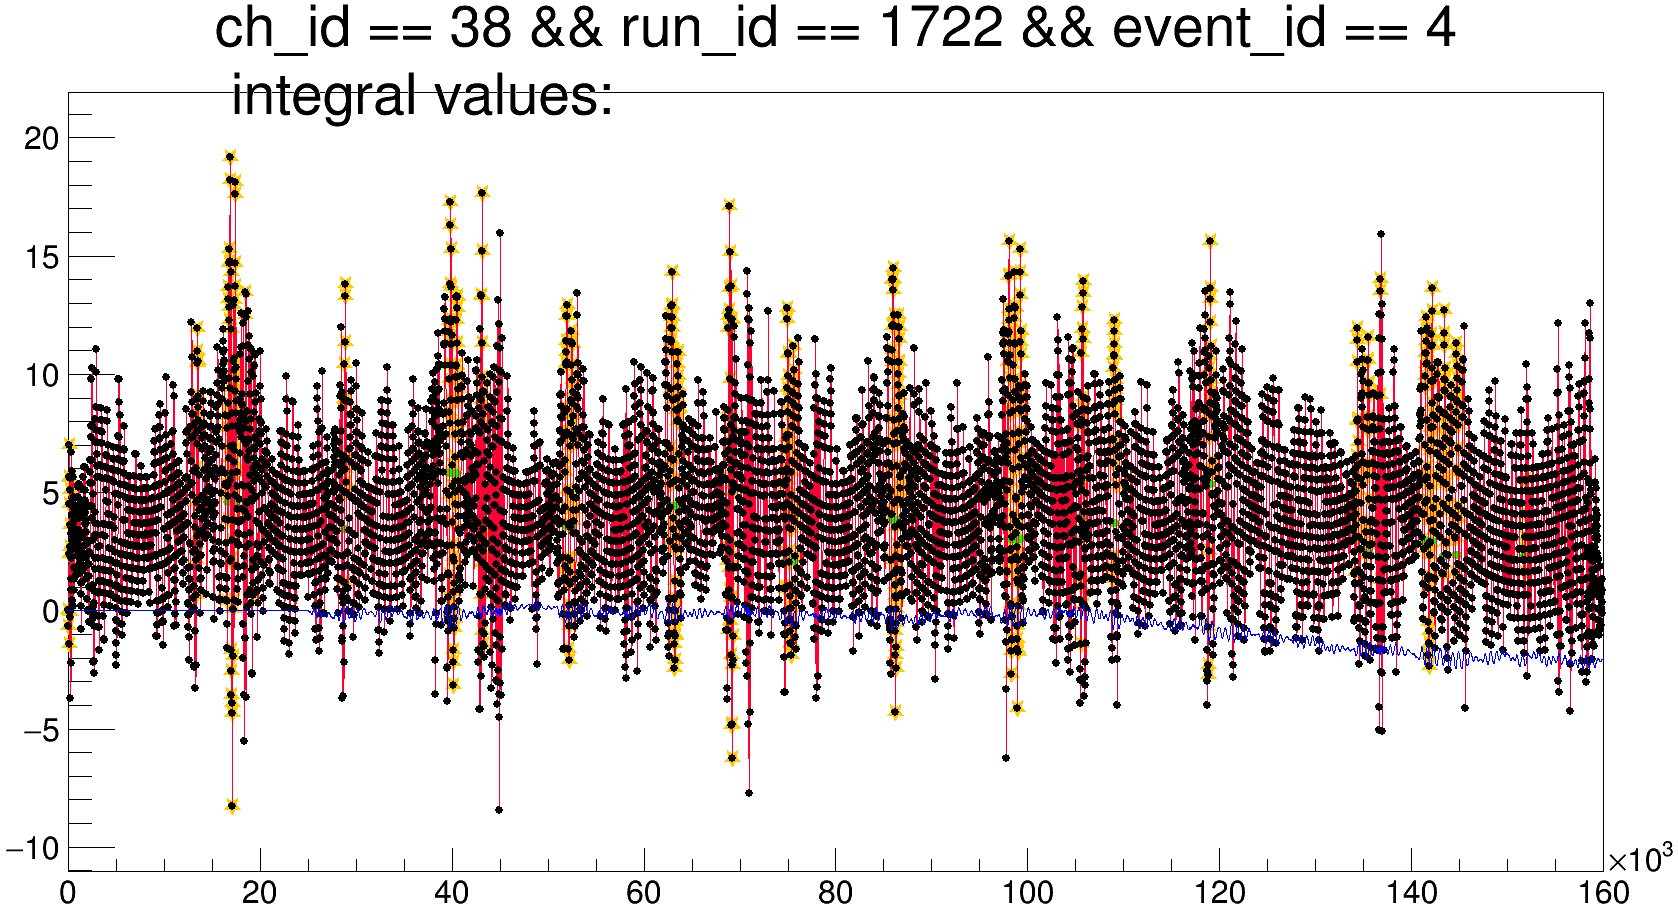 ch_id == 38 && run_id == 1722 && event_id == 4
integral values:
20
15
10
5
0
−5
−10
0 20 40 60 80 100 120 140 160
×10³